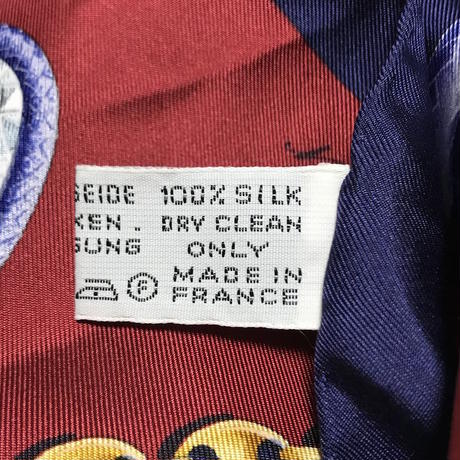 SEIDE 100% SILK
KEN. DRY CLEAN
SUNG ONLY
MADE IN
Ⓟ FRANCE